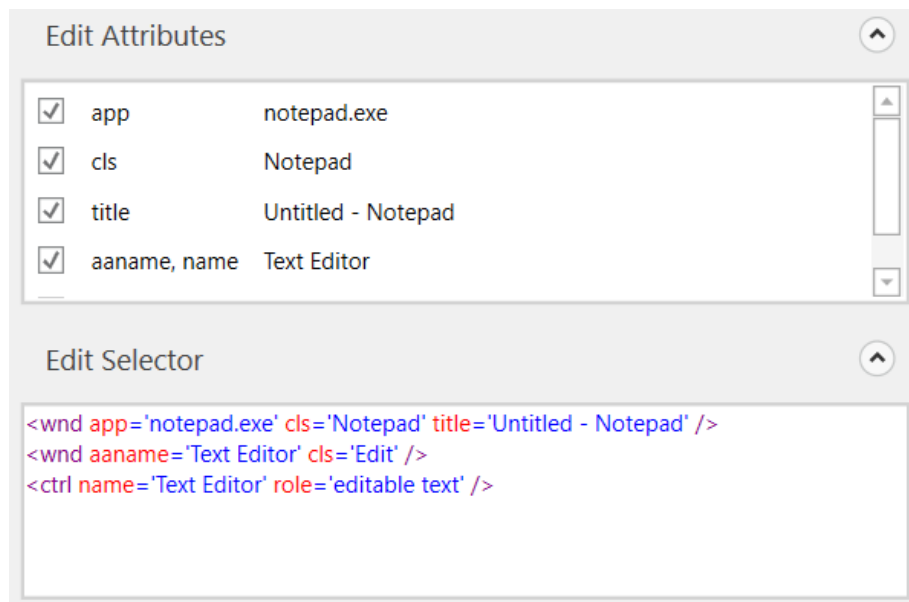 Edit Attributes
app notepad.exe
cls Notepad
title Untitled - Notepad
aaname, name Text Editor
Edit Selector
<wnd app='notepad.exe' cls='Notepad' title='Untitled - Notepad' />
<wnd aaname='Text Editor' cls='Edit' />
<ctrl name='Text Editor' role='editable text' />